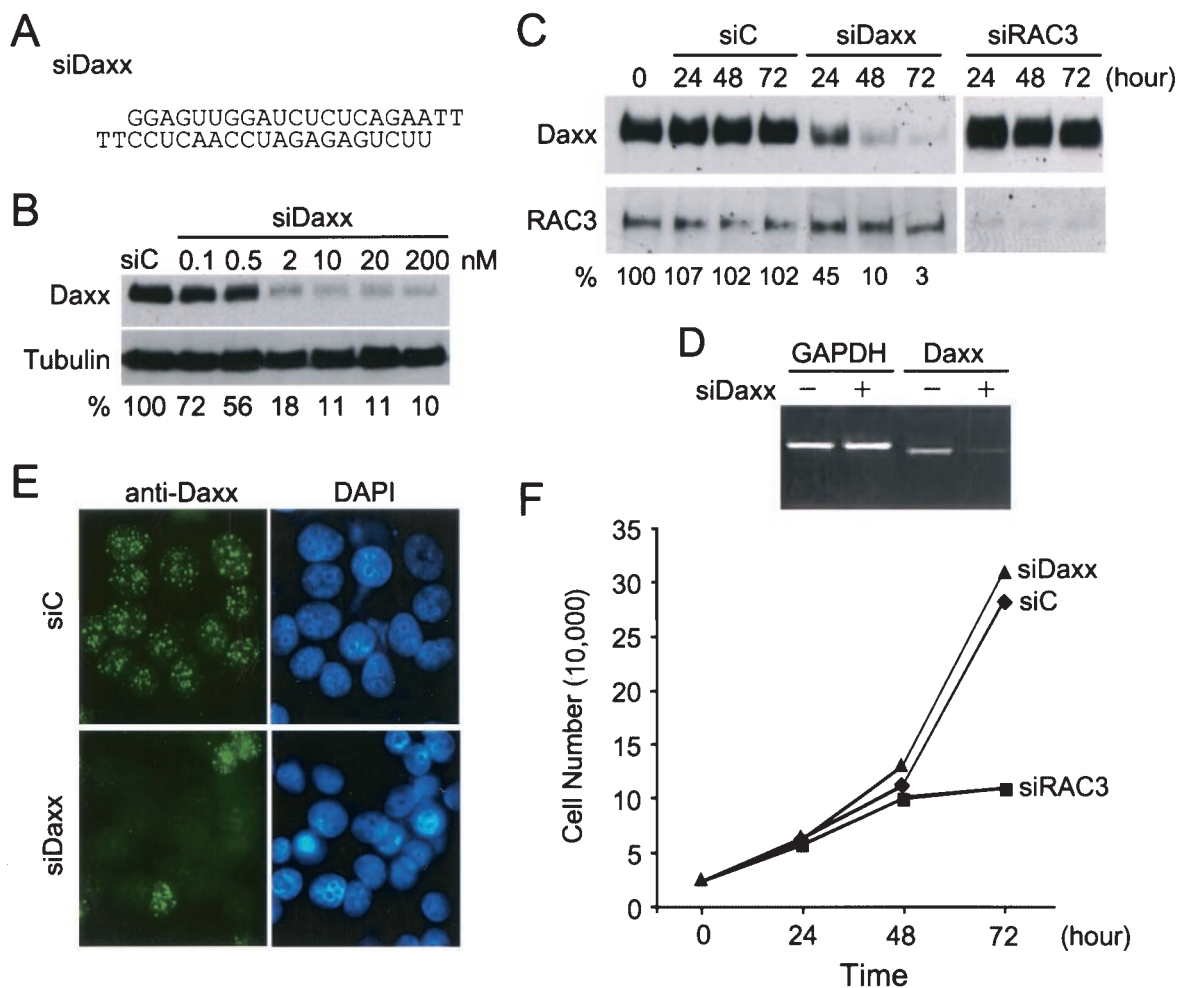 A
siDaxx
GGAGUUGGAUCUCUCAGAATT
TTCCUCAACCUAGAGAGUCUU
B
siDaxx
siC 0.1 0.5 2 10 20 200 nM
Daxx
Tubulin
% 100 72 56 18 11 11 10
C
siC siDaxx siRAC3
0 24 48 72 24 48 72 24 48 72 (hour)
Daxx
RAC3
% 100 107 102 102 45 10 3
D
GAPDH Daxx
siDaxx − + − +
E
anti-Daxx DAPI
siC
siDaxx
F
35
30
25
20
15
10
5
0
Cell Number (10,000)
siDaxx
siC
siRAC3
0 24 48 72 (hour)
Time